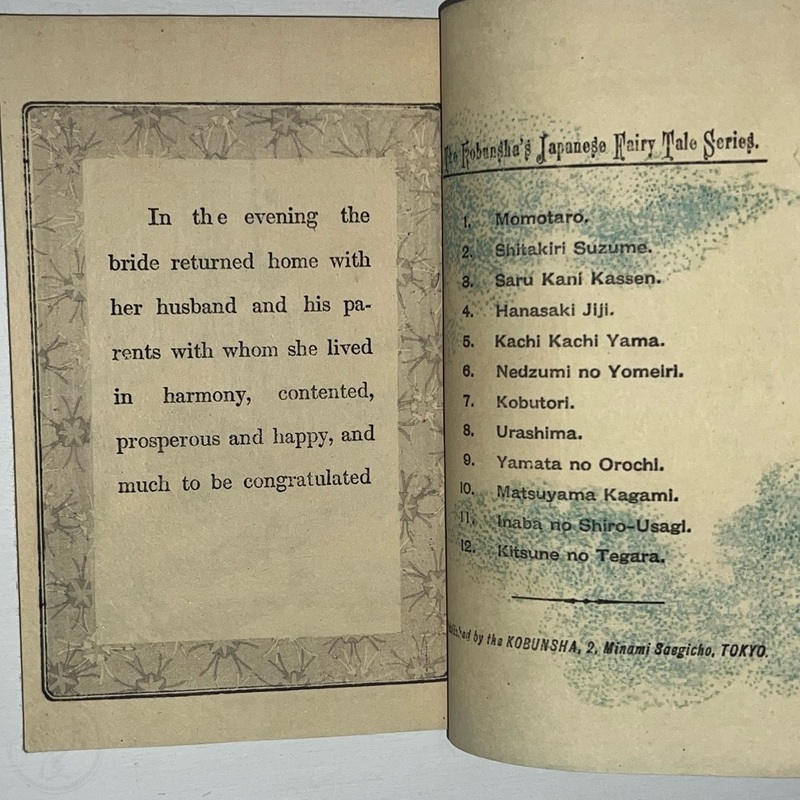 In the evening the
bride returned home with
her husband and his pa-
rents with whom she lived
in harmony, contented,
prosperous and happy, and
much to be congratulated
The Kobunsha's Japanese Fairy Tale Series.
1. Momotaro.
2. Shitakiri Suzume.
3. Saru Kani Kassen.
4. Hanasaki Jiji.
5. Kachi Kachi Yama.
6. Nedzumi no Yomeiri.
7. Kobutori.
8. Urashima.
9. Yamata no Orochi.
10. Matsuyama Kagami.
11. Inaba no Shiro-Usagi.
12. Kitsune no Tegara.
by the KOBUNSHA, 2, Minami Saegicho, TOKYO.